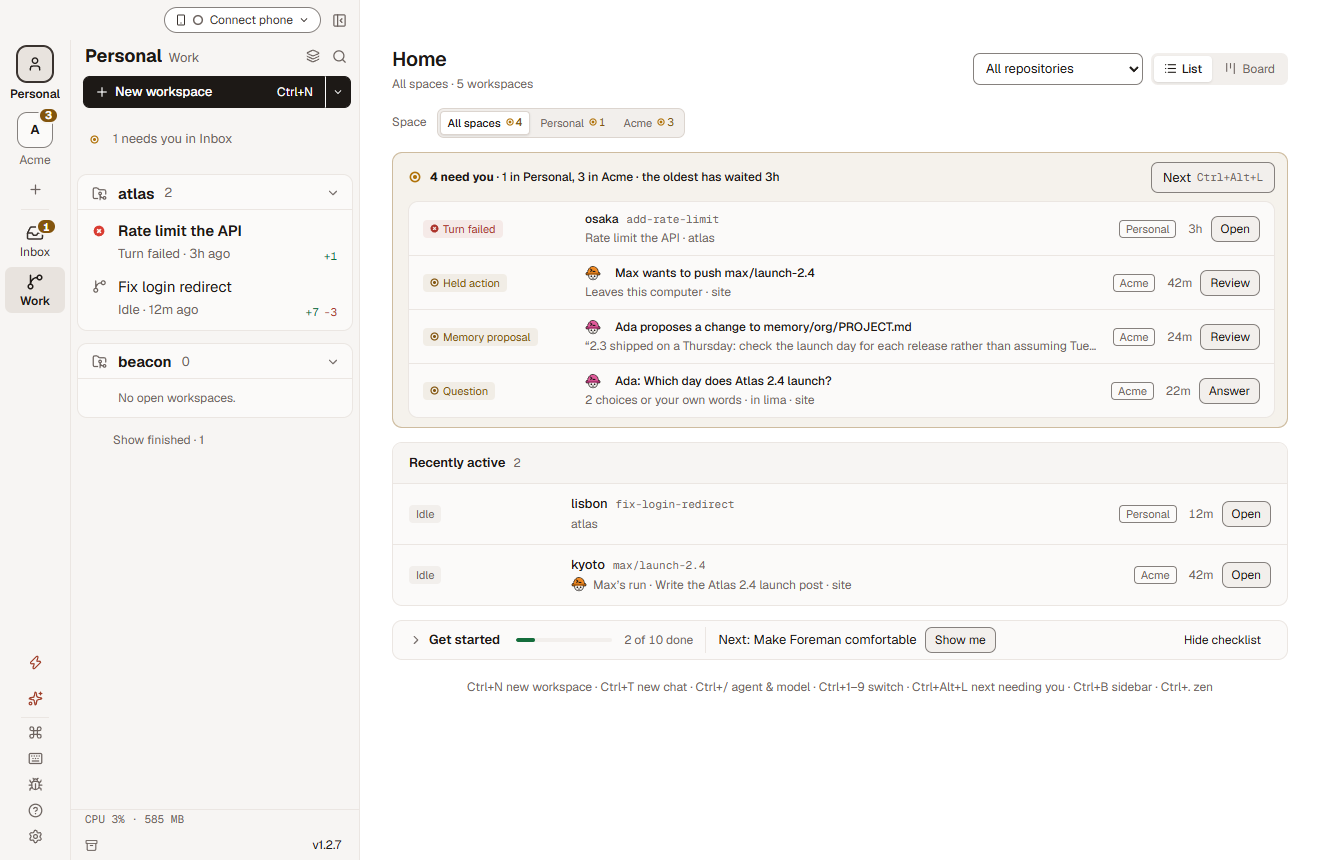 Connect phone
Personal
A
3
Acme
1
Inbox
Work
Personal Work
New workspace Ctrl+N
1 needs you in Inbox
atlas 2
Rate limit the API
Turn failed · 3h ago +1
Fix login redirect
Idle · 12m ago +7 -3
beacon 0
No open workspaces.
Show finished · 1
CPU 3% · 585 MB
v1.2.7
Home
All spaces · 5 workspaces
All repositories
List
Board
Space
All spaces 4
Personal 1
Acme 3
4 need you · 1 in Personal, 3 in Acme · the oldest has waited 3h
Next Ctrl+Alt+L
Turn failed
osaka add-rate-limit
Rate limit the API · atlas
Personal 3h Open
Held action
Max wants to push max/launch-2.4
Leaves this computer · site
Acme 42m Review
Memory proposal
Ada proposes a change to memory/org/PROJECT.md
“2.3 shipped on a Thursday: check the launch day for each release rather than assuming Tue…
Acme 24m Review
Question
Ada: Which day does Atlas 2.4 launch?
2 choices or your own words · in lima · site
Acme 22m Answer
Recently active 2
Idle
lisbon fix-login-redirect
atlas
Personal 12m Open
Idle
kyoto max/launch-2.4
Max's run · Write the Atlas 2.4 launch post · site
Acme 42m Open
Get started 2 of 10 done Next: Make Foreman comfortable Show me Hide checklist
Ctrl+N new workspace · Ctrl+T new chat · Ctrl+/ agent & model · Ctrl+1–9 switch · Ctrl+Alt+L next needing you · Ctrl+B sidebar · Ctrl+. zen